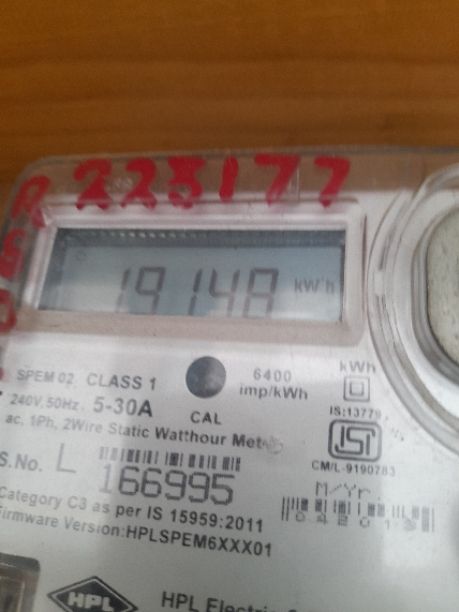 223177
19148 kWh
SPEM 02 CLASS 1
6400
imp/kWh
kWh
240V, 50Hz, 5-30A
CAL
IS:13779
ac, 1Ph, 2Wire Static Watthour
ISI
CM/L-9190283
S.No. L 166995
M/Yr.
Category C3 as per IS 15959:2011
Firmware Version:HPLSPEM6XXX01
HPL
HPL Electric